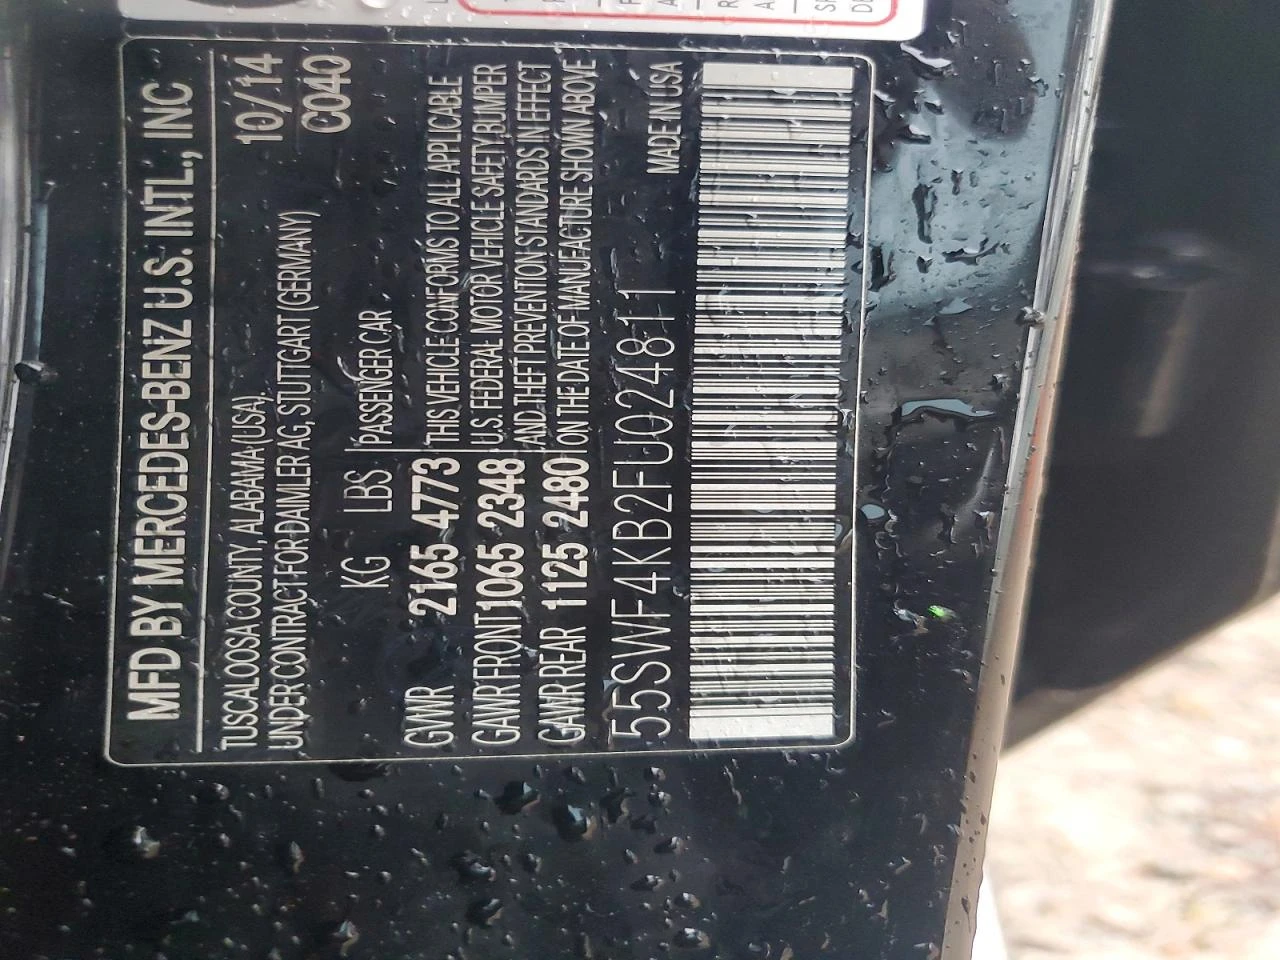 MFD BY MERCEDES-BENZ U.S. INTL., INC
TUSCALOOSA COUNTY, ALABAMA (USA). 10/14
UNDER CONTRACT FOR DAIMLER AG, STUTTGART (GERMANY) C040
KG LBS PASSENGER CAR
GVWR 2165 4773 THIS VEHICLE CONFORMS TO ALL APPLICABLE
GAWR FRONT 1065 2348 U.S. FEDERAL MOTOR VEHICLE SAFETY, BUMPER
GAWR REAR 1125 2480 AND THEFT PREVENTION STANDARDS IN EFFECT
ON THE DATE OF MANUFACTURE SHOWN ABOVE
55SWF4KB2FU024811 MADE IN USA